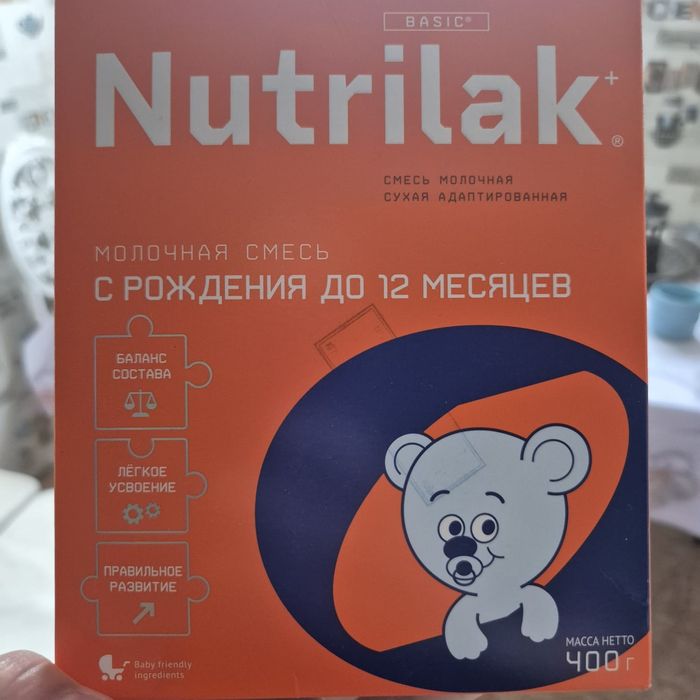 BASIC®
Nutrilak+®
СМЕСЬ МОЛОЧНАЯ
СУХАЯ АДАПТИРОВАННАЯ
МОЛОЧНАЯ СМЕСЬ
С РОЖДЕНИЯ ДО 12 МЕСЯЦЕВ
БАЛАНС
СОСТАВА
ЛЁГКОЕ
УСВОЕНИЕ
ПРАВИЛЬНОЕ
РАЗВИТИЕ
Baby friendly
ingredients
МАССА НЕТТО
400 г